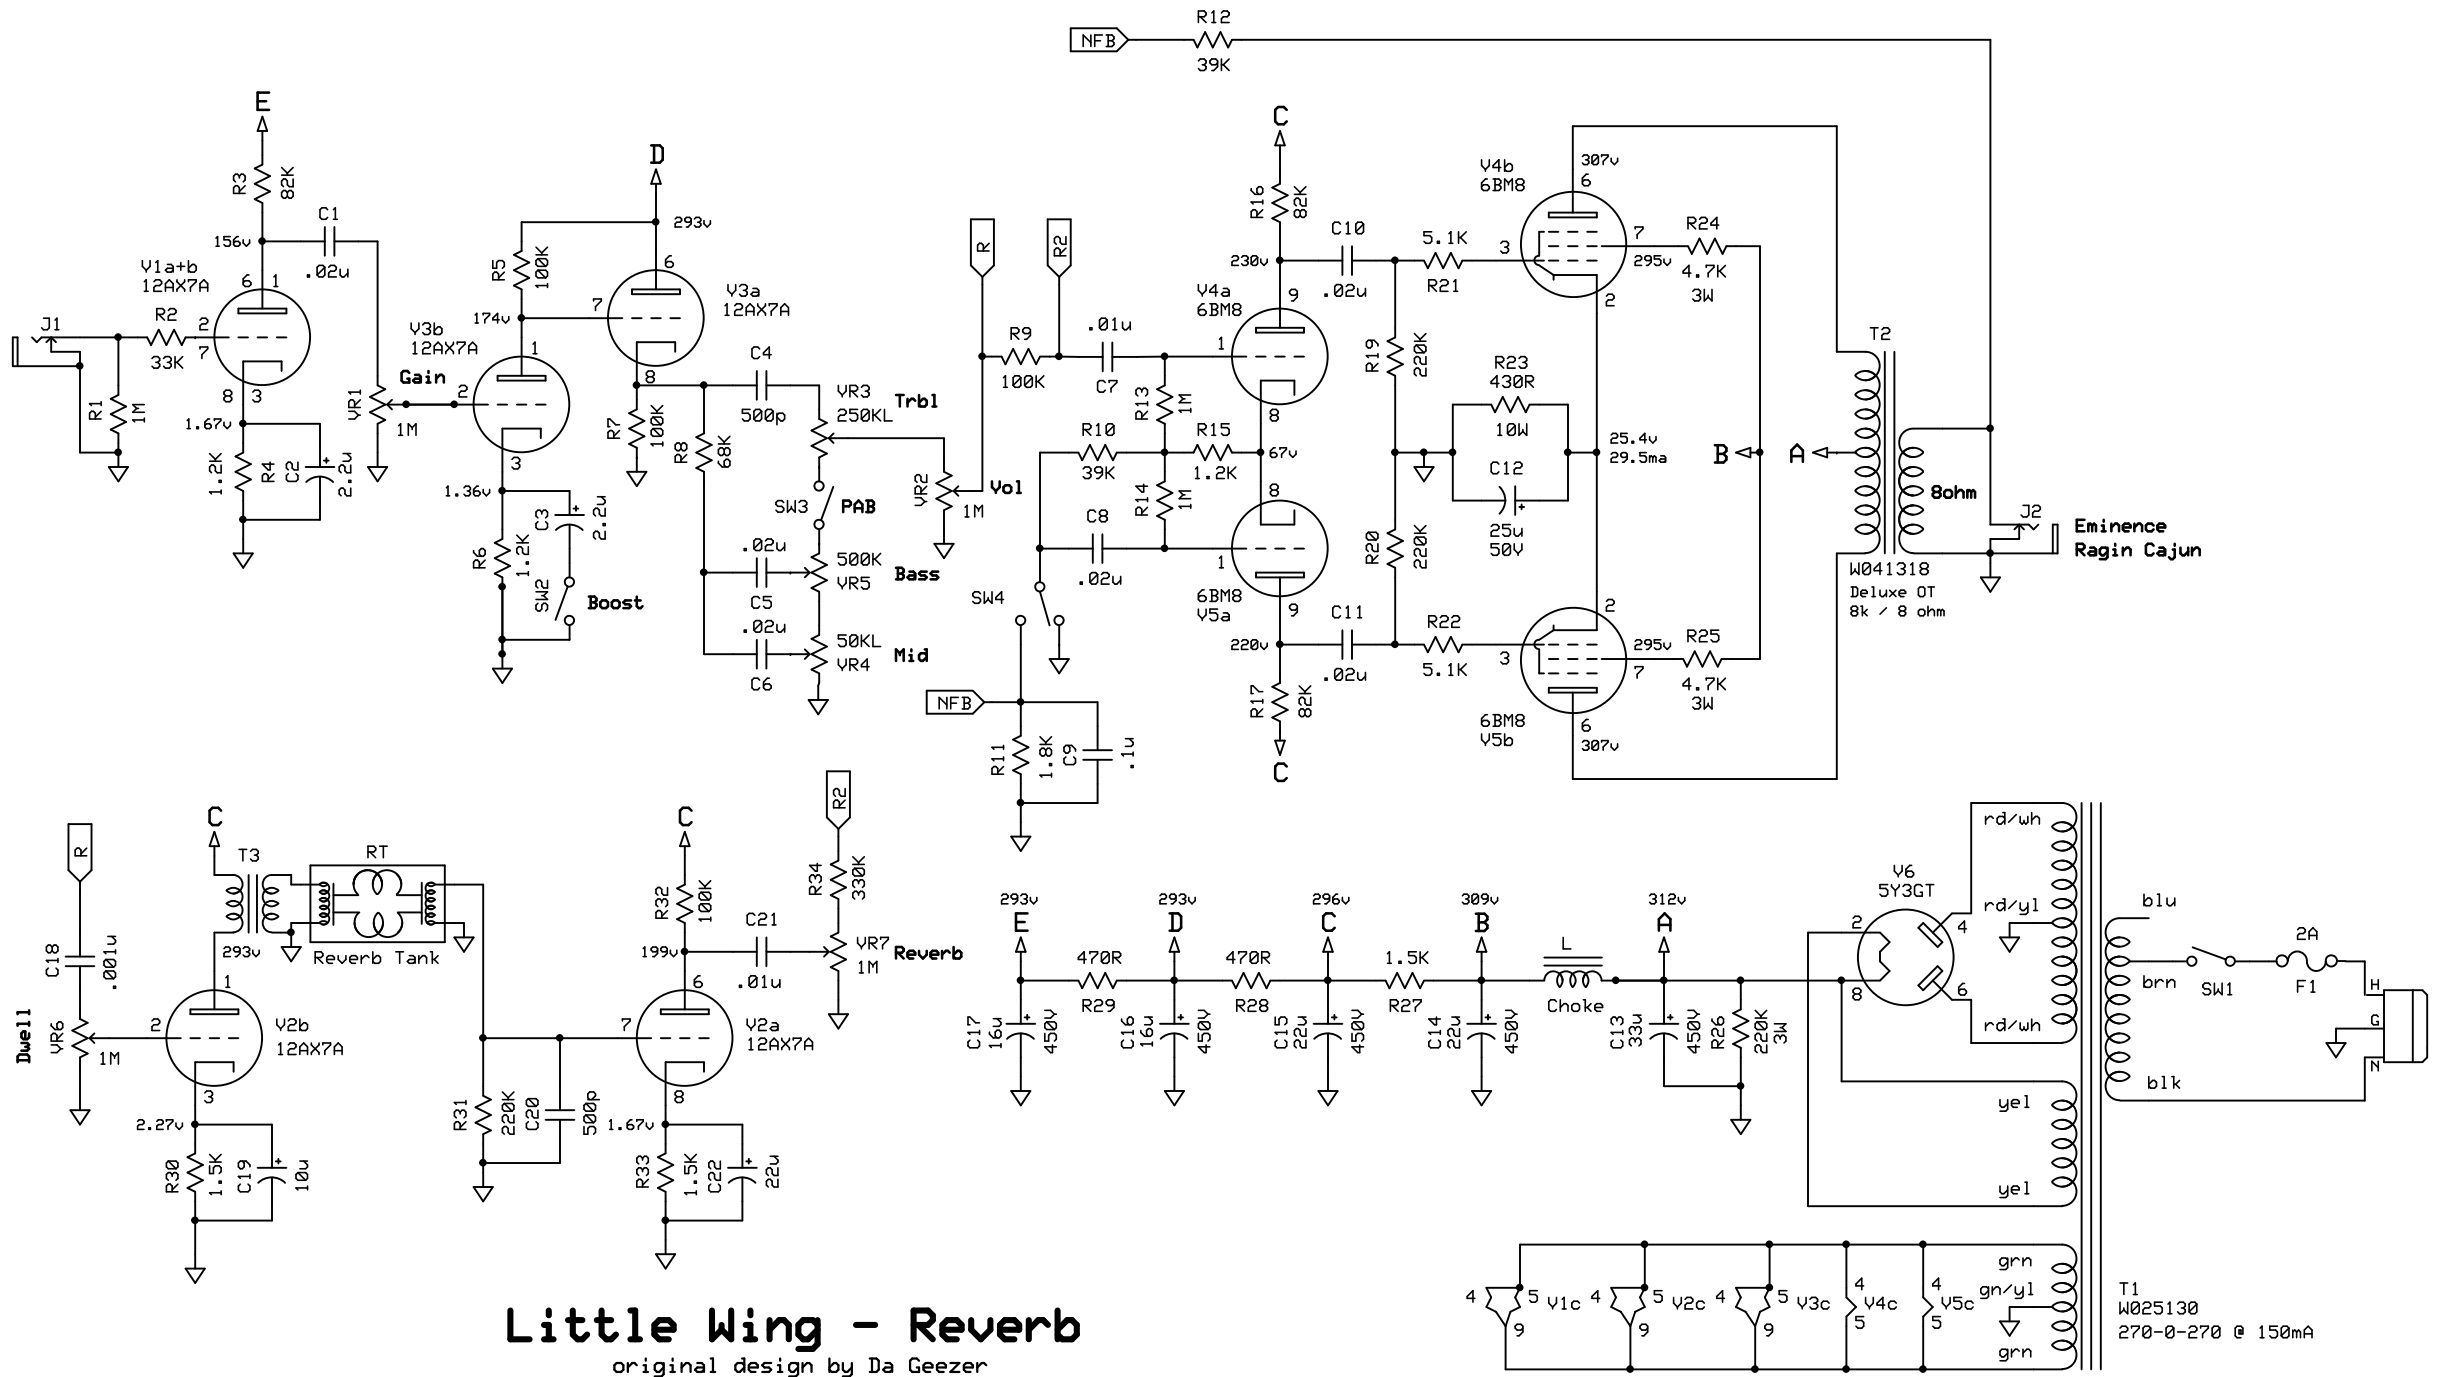 R12
NFB
39K
E
R3
82K
C1
156v
.02u
V1a+b
12AX7A
6 1
J1
R2
2
7
33K
R1
1M
8 3
1.67v
1.2K
R4
C2
2.2u
VR1
1M
Gain
V3b
12AX7A
D
293v
R5
100K
6
174v
7
V3a
12AX7A
1
2
3
8
1.36v
R6
1.2K
C3
2.2u
SW2
Boost
R7
100K
R8
68K
C4
500p
VR3
250KL
Trbl
SW3
PAB
.02u
C5
500K
VR5
Bass
.02u
C6
50KL
VR4
Mid
VR2
1M
Vol
R
R2
R9
100K
.01u
C7
R13
1M
R10
39K
R15
1.2K
67v
R14
1M
C8
.02u
SW4
NFB
R11
1.8K
C9
.1u
C
R16
82K
230v
9
V4a
6BM8
1
8
8
1
6BM8
V5a
9
220v
R17
82K
C
C10
.02u
5.1K
R21
R19
220K
R20
220K
C11
.02u
R22
5.1K
R23
430R
10W
C12
25u
50V
V4b
6BM8
307v
6
3
7
295v
2
R24
4.7K
3W
25.4v
29.5ma
B
A
2
295v
3
7
R25
4.7K
3W
6BM8
V5b
6
307v
T2
8ohm
W041318
Deluxe OT
8k / 8 ohm
J2
Eminence
Ragin Cajun
R
C18
.001u
Dwell
VR6
1M
C
T3
RT
Reverb Tank
293v
1
2
V2b
12AX7A
3
2.27v
R30
1.5K
C19
10u
R31
220K
C20
500p
C
R32
100K
199v
C21
.01u
R2
R34
330K
VR7
1M
Reverb
6
7
V2a
12AX7A
8
1.67v
R33
1.5K
C22
22u
293v
E
293v
D
296v
C
309v
B
312v
A
470R
R29
470R
R28
1.5K
R27
L
Choke
C17
16u
450V
C16
16u
450V
C15
22u
450V
C14
22u
450V
C13
33u
450V
R26
220K
3W
V6
5Y3GT
2
4
8
6
rd/wh
rd/yl
rd/wh
yel
yel
blu
brn
blk
SW1
2A
F1
H
G
N
grn
gn/yl
grn
4 5 V1c
9
4 5 V2c
9
4 5 V3c
9
4
V4c
5
4
V5c
5
T1
W025130
270-0-270 @ 150mA
Little Wing - Reverb
original design by Da Geezer